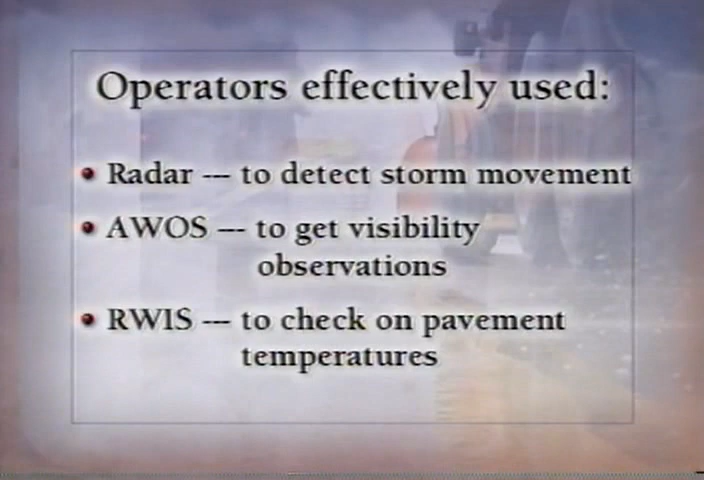 Operators effectively used:
Radar --- to detect storm movement
AWOS --- to get visibility
observations
RWIS --- to check on pavement
temperatures